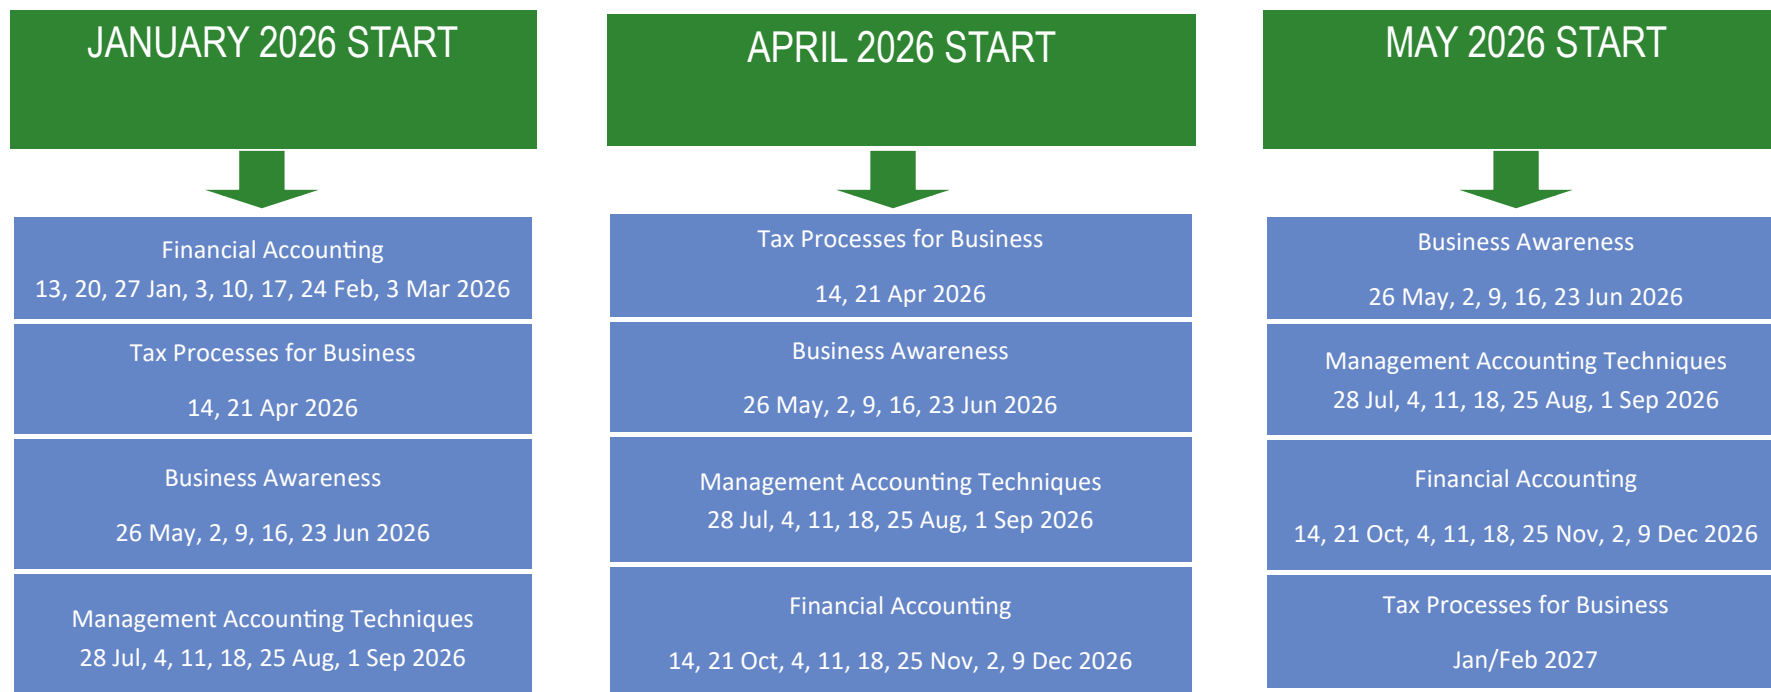 JANUARY 2026 START
Financial Accounting
13, 20, 27 Jan, 3, 10, 17, 24 Feb, 3 Mar 2026
Tax Processes for Business
14, 21 Apr 2026
Business Awareness
26 May, 2, 9, 16, 23 Jun 2026
Management Accounting Techniques
28 Jul, 4, 11, 18, 25 Aug, 1 Sep 2026
APRIL 2026 START
Tax Processes for Business
14, 21 Apr 2026
Business Awareness
26 May, 2, 9, 16, 23 Jun 2026
Management Accounting Techniques
28 Jul, 4, 11, 18, 25 Aug, 1 Sep 2026
Financial Accounting
14, 21 Oct, 4, 11, 18, 25 Nov, 2, 9 Dec 2026
MAY 2026 START
Business Awareness
26 May, 2, 9, 16, 23 Jun 2026
Management Accounting Techniques
28 Jul, 4, 11, 18, 25 Aug, 1 Sep 2026
Financial Accounting
14, 21 Oct, 4, 11, 18, 25 Nov, 2, 9 Dec 2026
Tax Processes for Business
Jan/Feb 2027